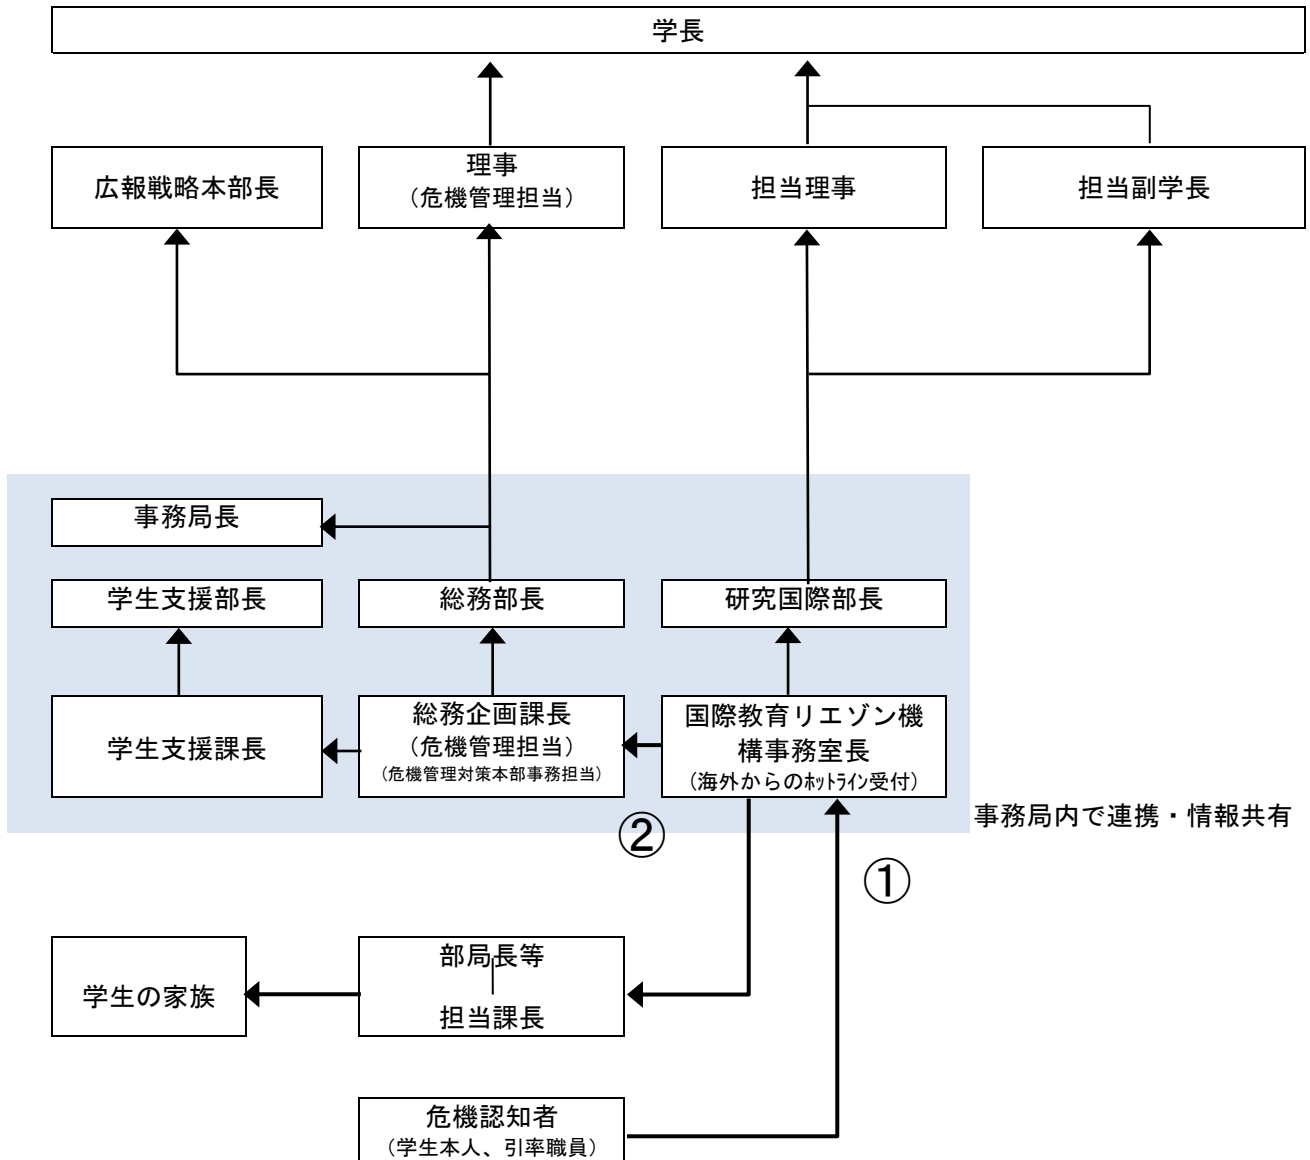 学長
広報戦略本部長
理事
（危機管理担当）
担当理事
担当副学長
事務局長
学生支援部長
総務部長
研究国際部長
学生支援課長
総務企画課長
（危機管理担当）
（危機管理対策本部事務担当）
国際教育リエゾン機
構事務室長
（海外からのﾎｯﾄﾗｲﾝ受付）
事務局内で連携・情報共有
②
①
学生の家族
部局長等
担当課長
危機認知者
（学生本人、引率職員）